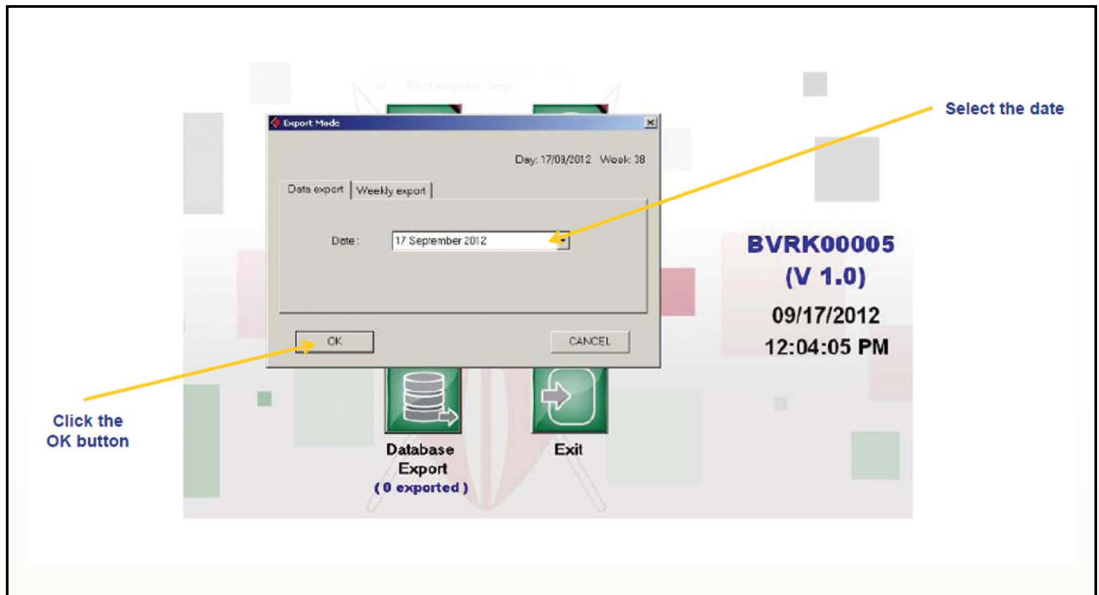 Rectangular Snip
Select the date
Export Mode
Day: 17/09/2012 Week: 38
Data export
Weekly export
Date :
17 September 2012
BVRK00005
(V 1.0)
09/17/2012
12:04:05 PM
OK
CANCEL
Click the
OK button
Database
Export
( 0 exported )
Exit